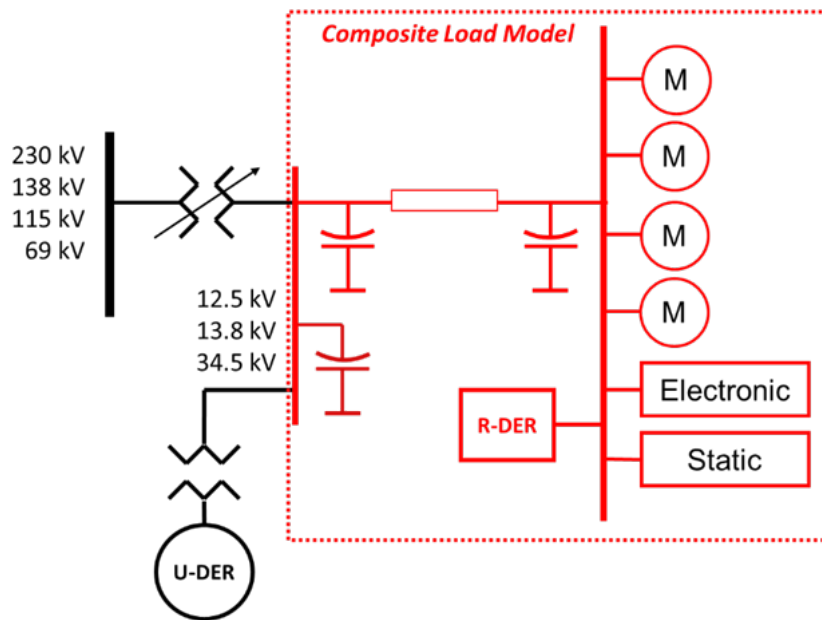 Composite Load Model
M
M
M
M
230 kV
138 kV
115 kV
69 kV
12.5 kV
13.8 kV
34.5 kV
Electronic
R-DER
Static
U-DER